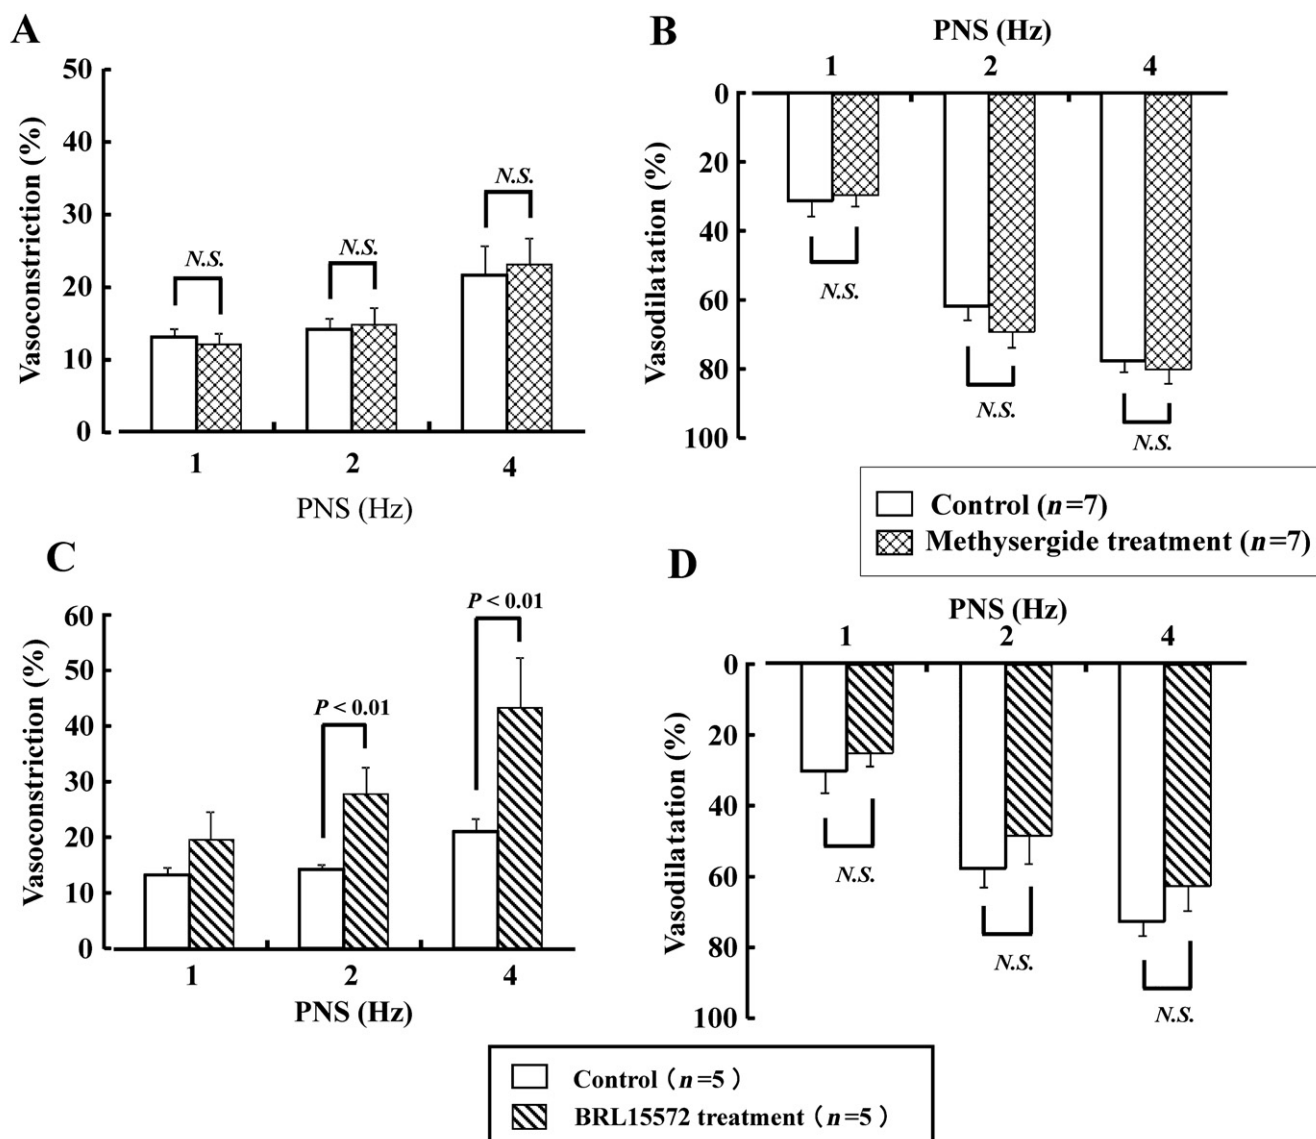 A
Vasoconstriction (%)
50
40
30
20
10
0
N.S.
N.S.
N.S.
1
2
4
PNS (Hz)
B
PNS (Hz)
1
2
4
Vasodilatation (%)
0
20
40
60
80
100
N.S.
N.S.
N.S.
Control (n=7)
Methysergide treatment (n=7)
C
Vasoconstriction (%)
60
50
40
30
20
10
0
P < 0.01
P < 0.01
1
2
4
PNS (Hz)
D
PNS (Hz)
1
2
4
Vasodilatation (%)
0
20
40
60
80
100
N.S.
N.S.
N.S.
Control (n=5)
BRL15572 treatment (n=5)